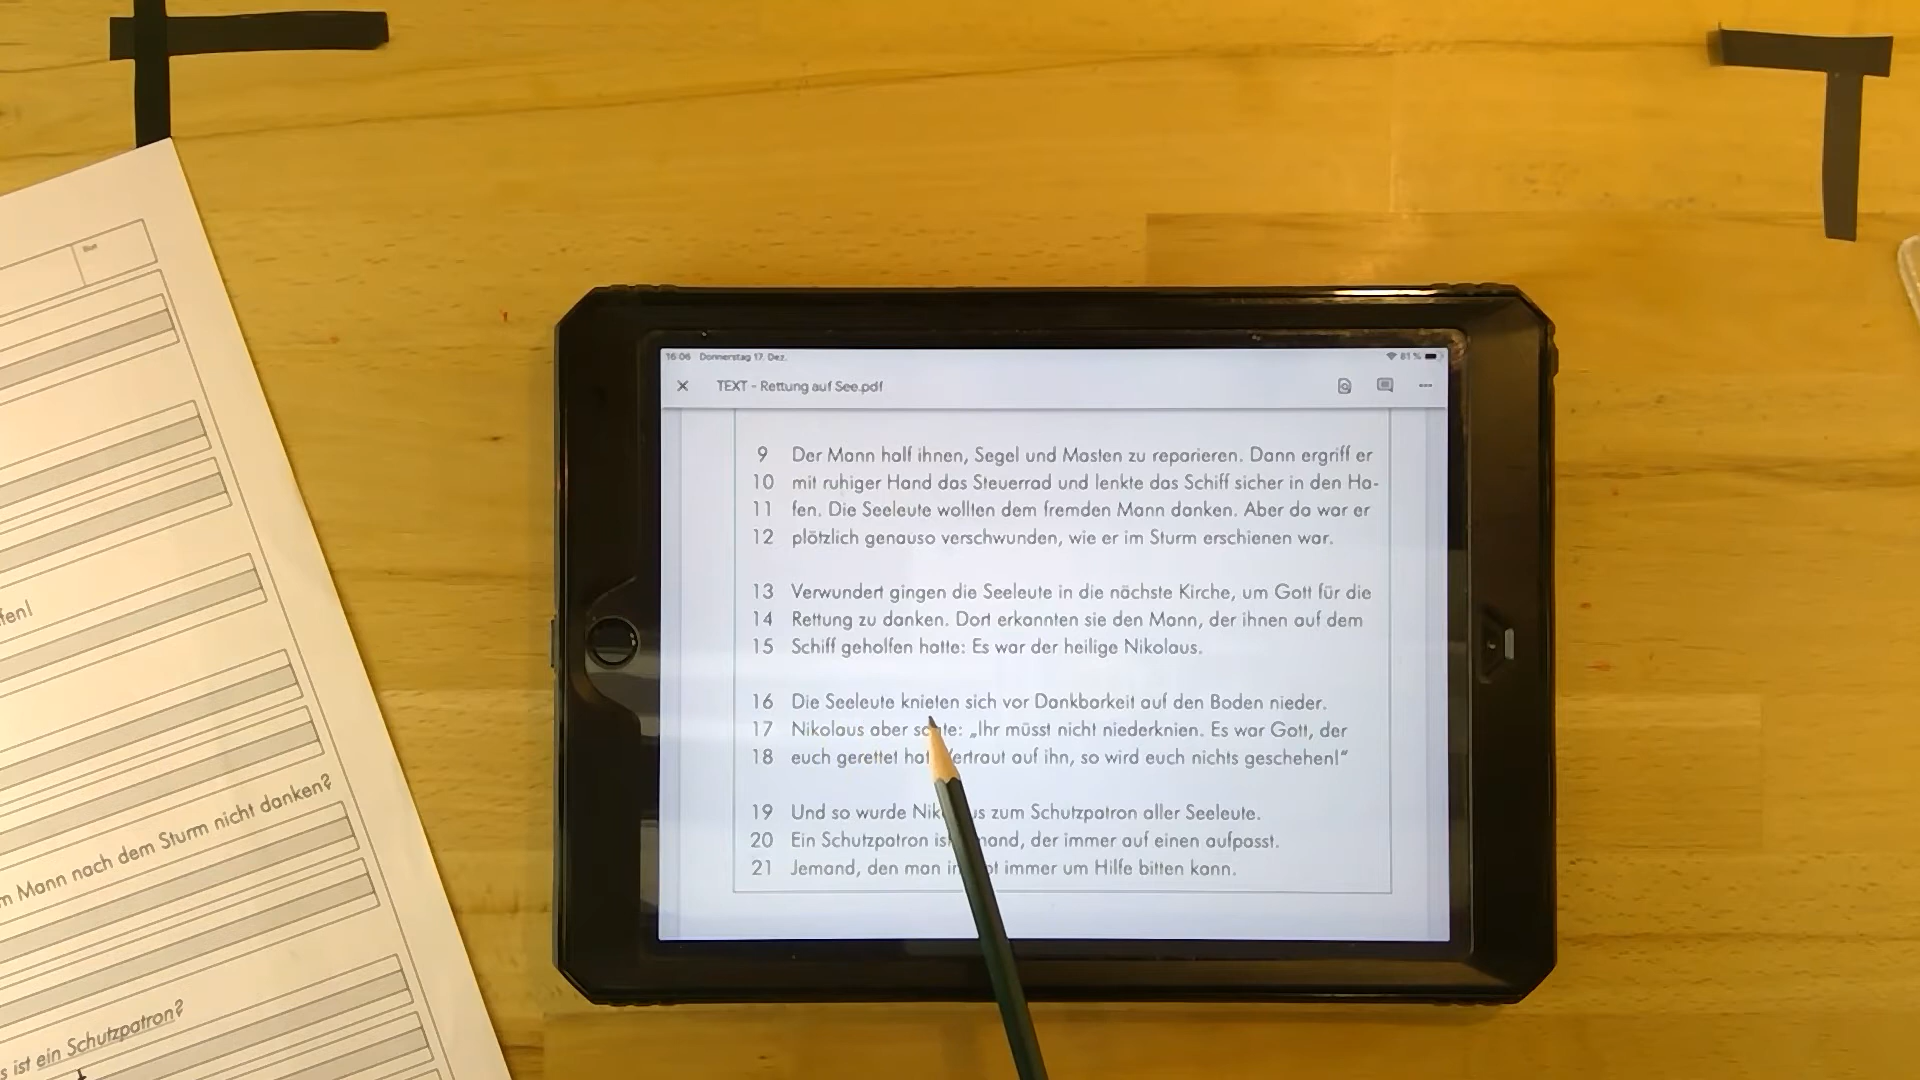 Blatt
fen!
m Mann nach dem Sturm nicht danken?
s ist ein Schutzpatron?
16:06 Donnerstag 17. Dez.
81 %
TEXT - Rettung auf See.pdf
9 Der Mann half ihnen, Segel und Masten zu reparieren. Dann ergriff er
10 mit ruhiger Hand das Steuerrad und lenkte das Schiff sicher in den Ha-
11 fen. Die Seeleute wollten dem fremden Mann danken. Aber da war er
12 plötzlich genauso verschwunden, wie er im Sturm erschienen war.
13 Verwundert gingen die Seeleute in die nächste Kirche, um Gott für die
14 Rettung zu danken. Dort erkannten sie den Mann, der ihnen auf dem
15 Schiff geholfen hatte: Es war der heilige Nikolaus.
16 Die Seeleute knieten sich vor Dankbarkeit auf den Boden nieder.
17 Nikolaus aber sagte: „Ihr müsst nicht niederknien. Es war Gott, der
18 euch gerettet hat. Vertraut auf ihn, so wird euch nichts geschehen!“
19 Und so wurde Nikolaus zum Schutzpatron aller Seeleute.
20 Ein Schutzpatron ist jemand, der immer auf einen aufpasst.
21 Jemand, den man immer um Hilfe bitten kann.